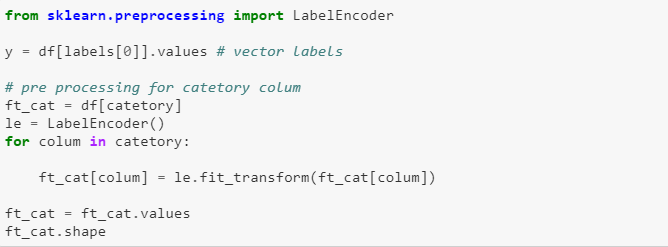 from sklearn.preprocessing import LabelEncoder
y = df[labels[0]].values # vector labels
# pre processing for catetory colum
ft_cat = df[catetory]
le = LabelEncoder()
for colum in catetory:
    ft_cat[colum] = le.fit_transform(ft_cat[colum])
ft_cat = ft_cat.values
ft_cat.shape